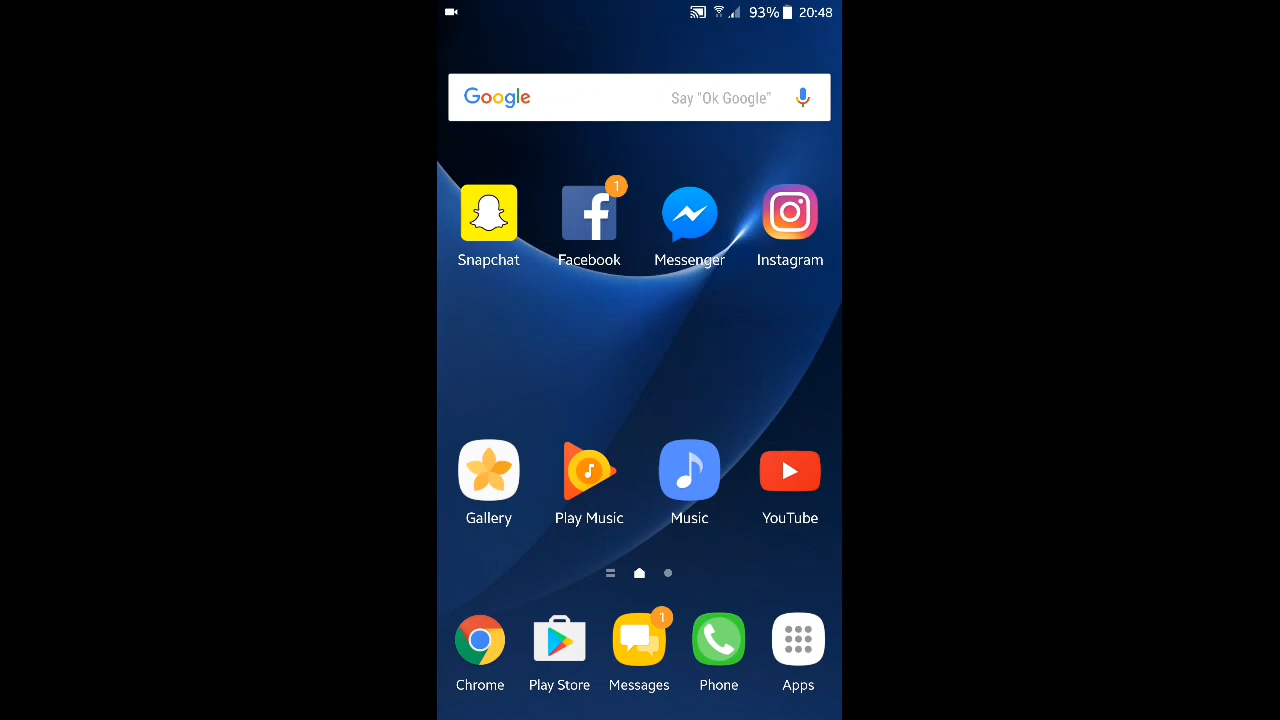 93% 20:48
Google Say "Ok Google"
1
Snapchat Facebook Messenger Instagram
Gallery Play Music Music YouTube
1
Chrome Play Store Messages Phone Apps